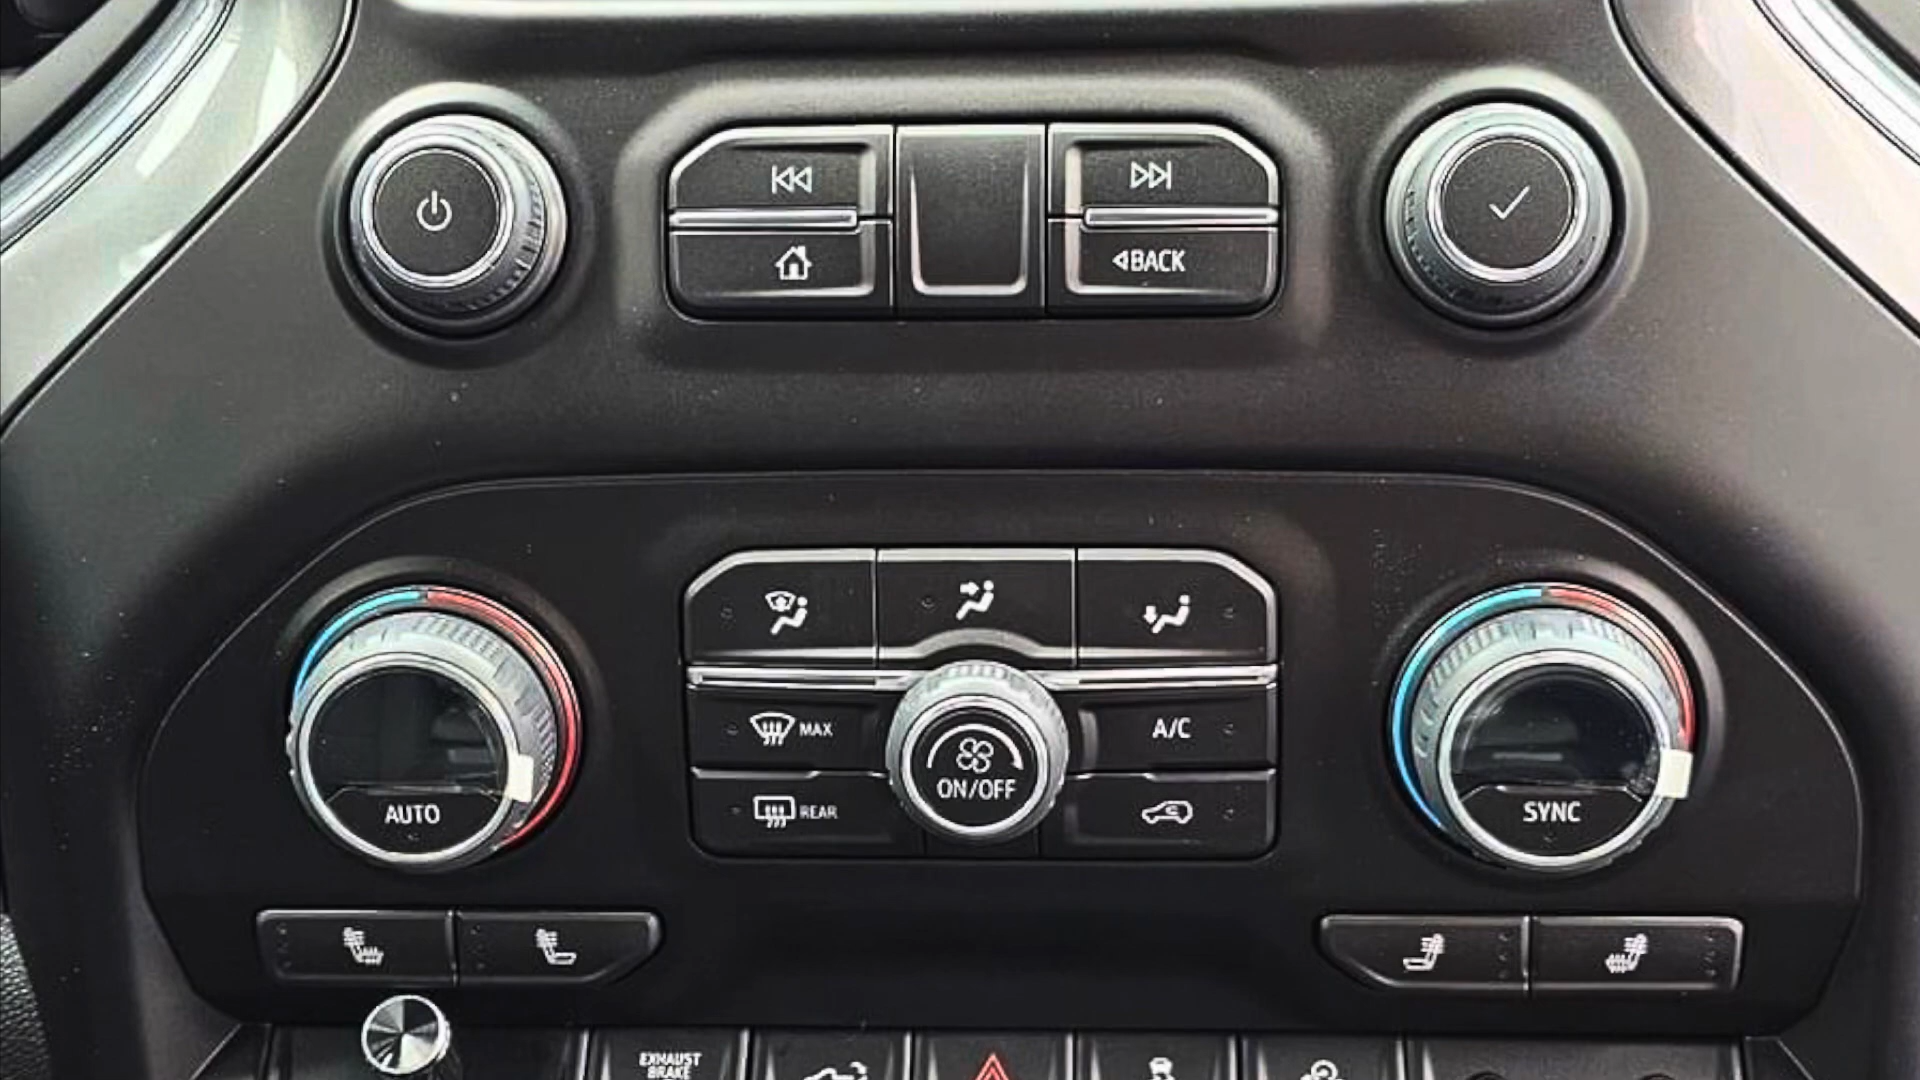 BACK
MAX
A/C
ON/OFF
REAR
AUTO
SYNC
EXHAUST
BRAKE